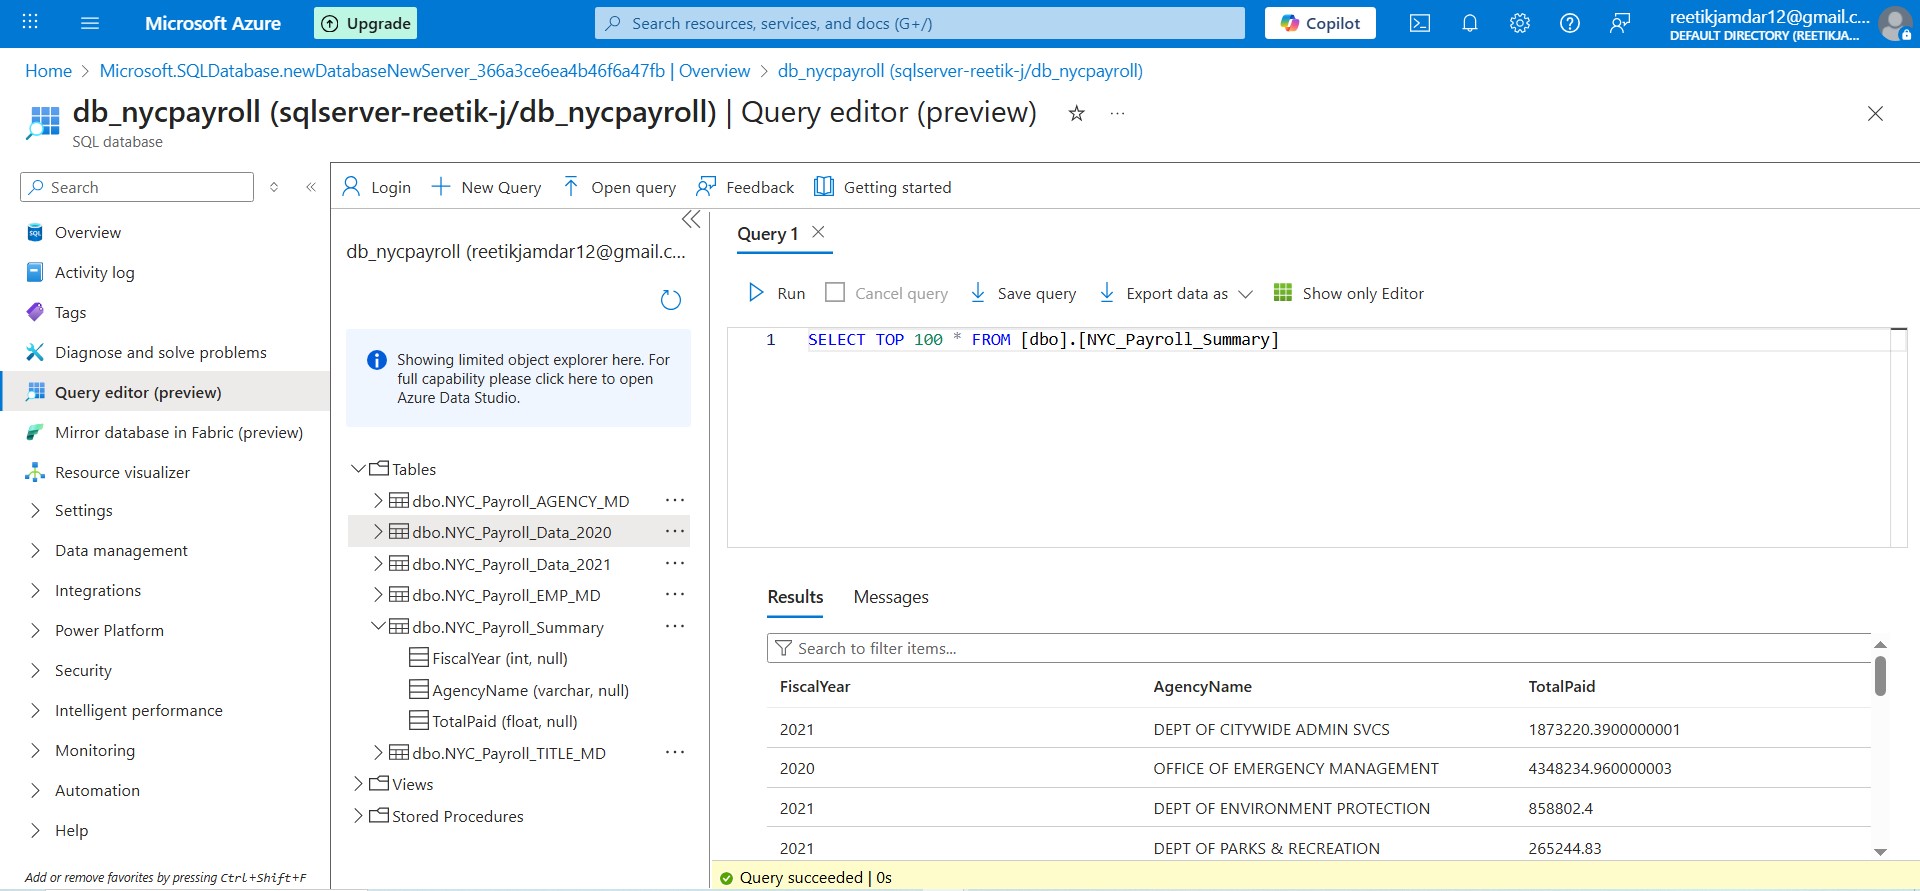 Microsoft Azure
Upgrade
Search resources, services, and docs (G+/)
Copilot
reetikjamdar12@gmail.c...
DEFAULT DIRECTORY (REETIKJA...
Home > Microsoft.SQLDatabase.newDatabaseNewServer_366a3ce6ea4b46f6a47fb | Overview > db_nycpayroll (sqlserver-reetik-j/db_nycpayroll)
db_nycpayroll (sqlserver-reetik-j/db_nycpayroll) | Query editor (preview)
SQL database
Search
Overview
Activity log
Tags
Diagnose and solve problems
Query editor (preview)
Mirror database in Fabric (preview)
Resource visualizer
Settings
Data management
Integrations
Power Platform
Security
Intelligent performance
Monitoring
Automation
Help
Add or remove favorites by pressing Ctrl+Shift+F
Login
New Query
Open query
Feedback
Getting started
db_nycpayroll (reetikjamdar12@gmail.c...
Showing limited object explorer here. For
full capability please click here to open
Azure Data Studio.
Tables
dbo.NYC_Payroll_AGENCY_MD
dbo.NYC_Payroll_Data_2020
dbo.NYC_Payroll_Data_2021
dbo.NYC_Payroll_EMP_MD
dbo.NYC_Payroll_Summary
FiscalYear (int, null)
AgencyName (varchar, null)
TotalPaid (float, null)
dbo.NYC_Payroll_TITLE_MD
Views
Stored Procedures
Query 1
Run
Cancel query
Save query
Export data as
Show only Editor
1 SELECT TOP 100 * FROM [dbo].[NYC_Payroll_Summary]
Results
Messages
Search to filter items...
FiscalYear AgencyName TotalPaid
2021 DEPT OF CITYWIDE ADMIN SVCS 1873220.3900000001
2020 OFFICE OF EMERGENCY MANAGEMENT 4348234.960000003
2021 DEPT OF ENVIRONMENT PROTECTION 858802.4
2021 DEPT OF PARKS & RECREATION 265244.83
Query succeeded | 0s